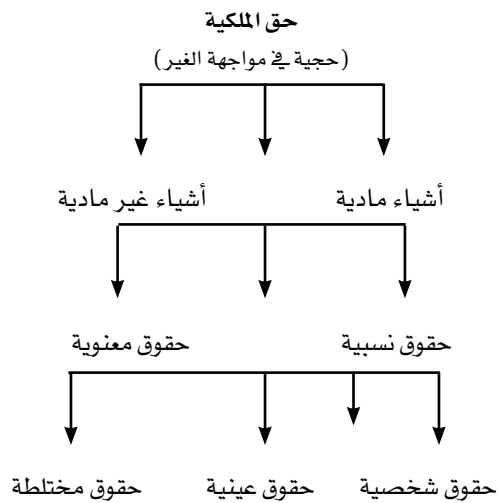 حق الملكية
(حجية في مواجهة الغير)
أشياء مادية أشياء غير مادية
حقوق نسبية حقوق معنوية
حقوق شخصية حقوق عينية حقوق مختلطة